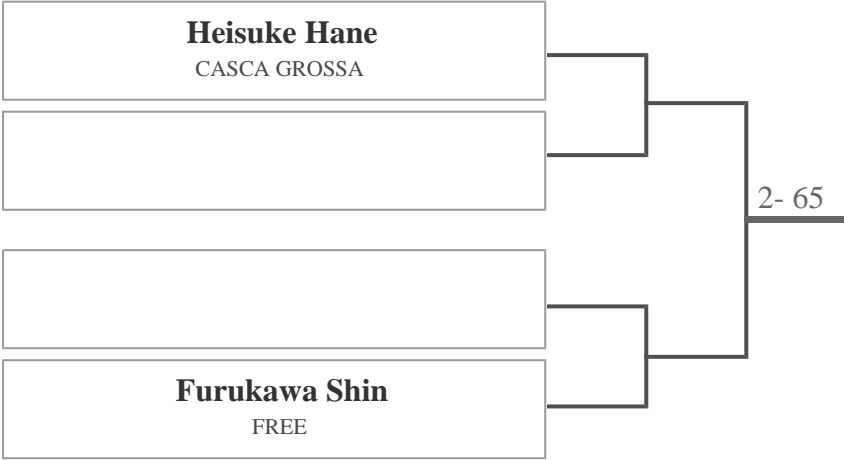 Heisuke Hane
CASCA GROSSA
2- 65
Furukawa Shin
FREE